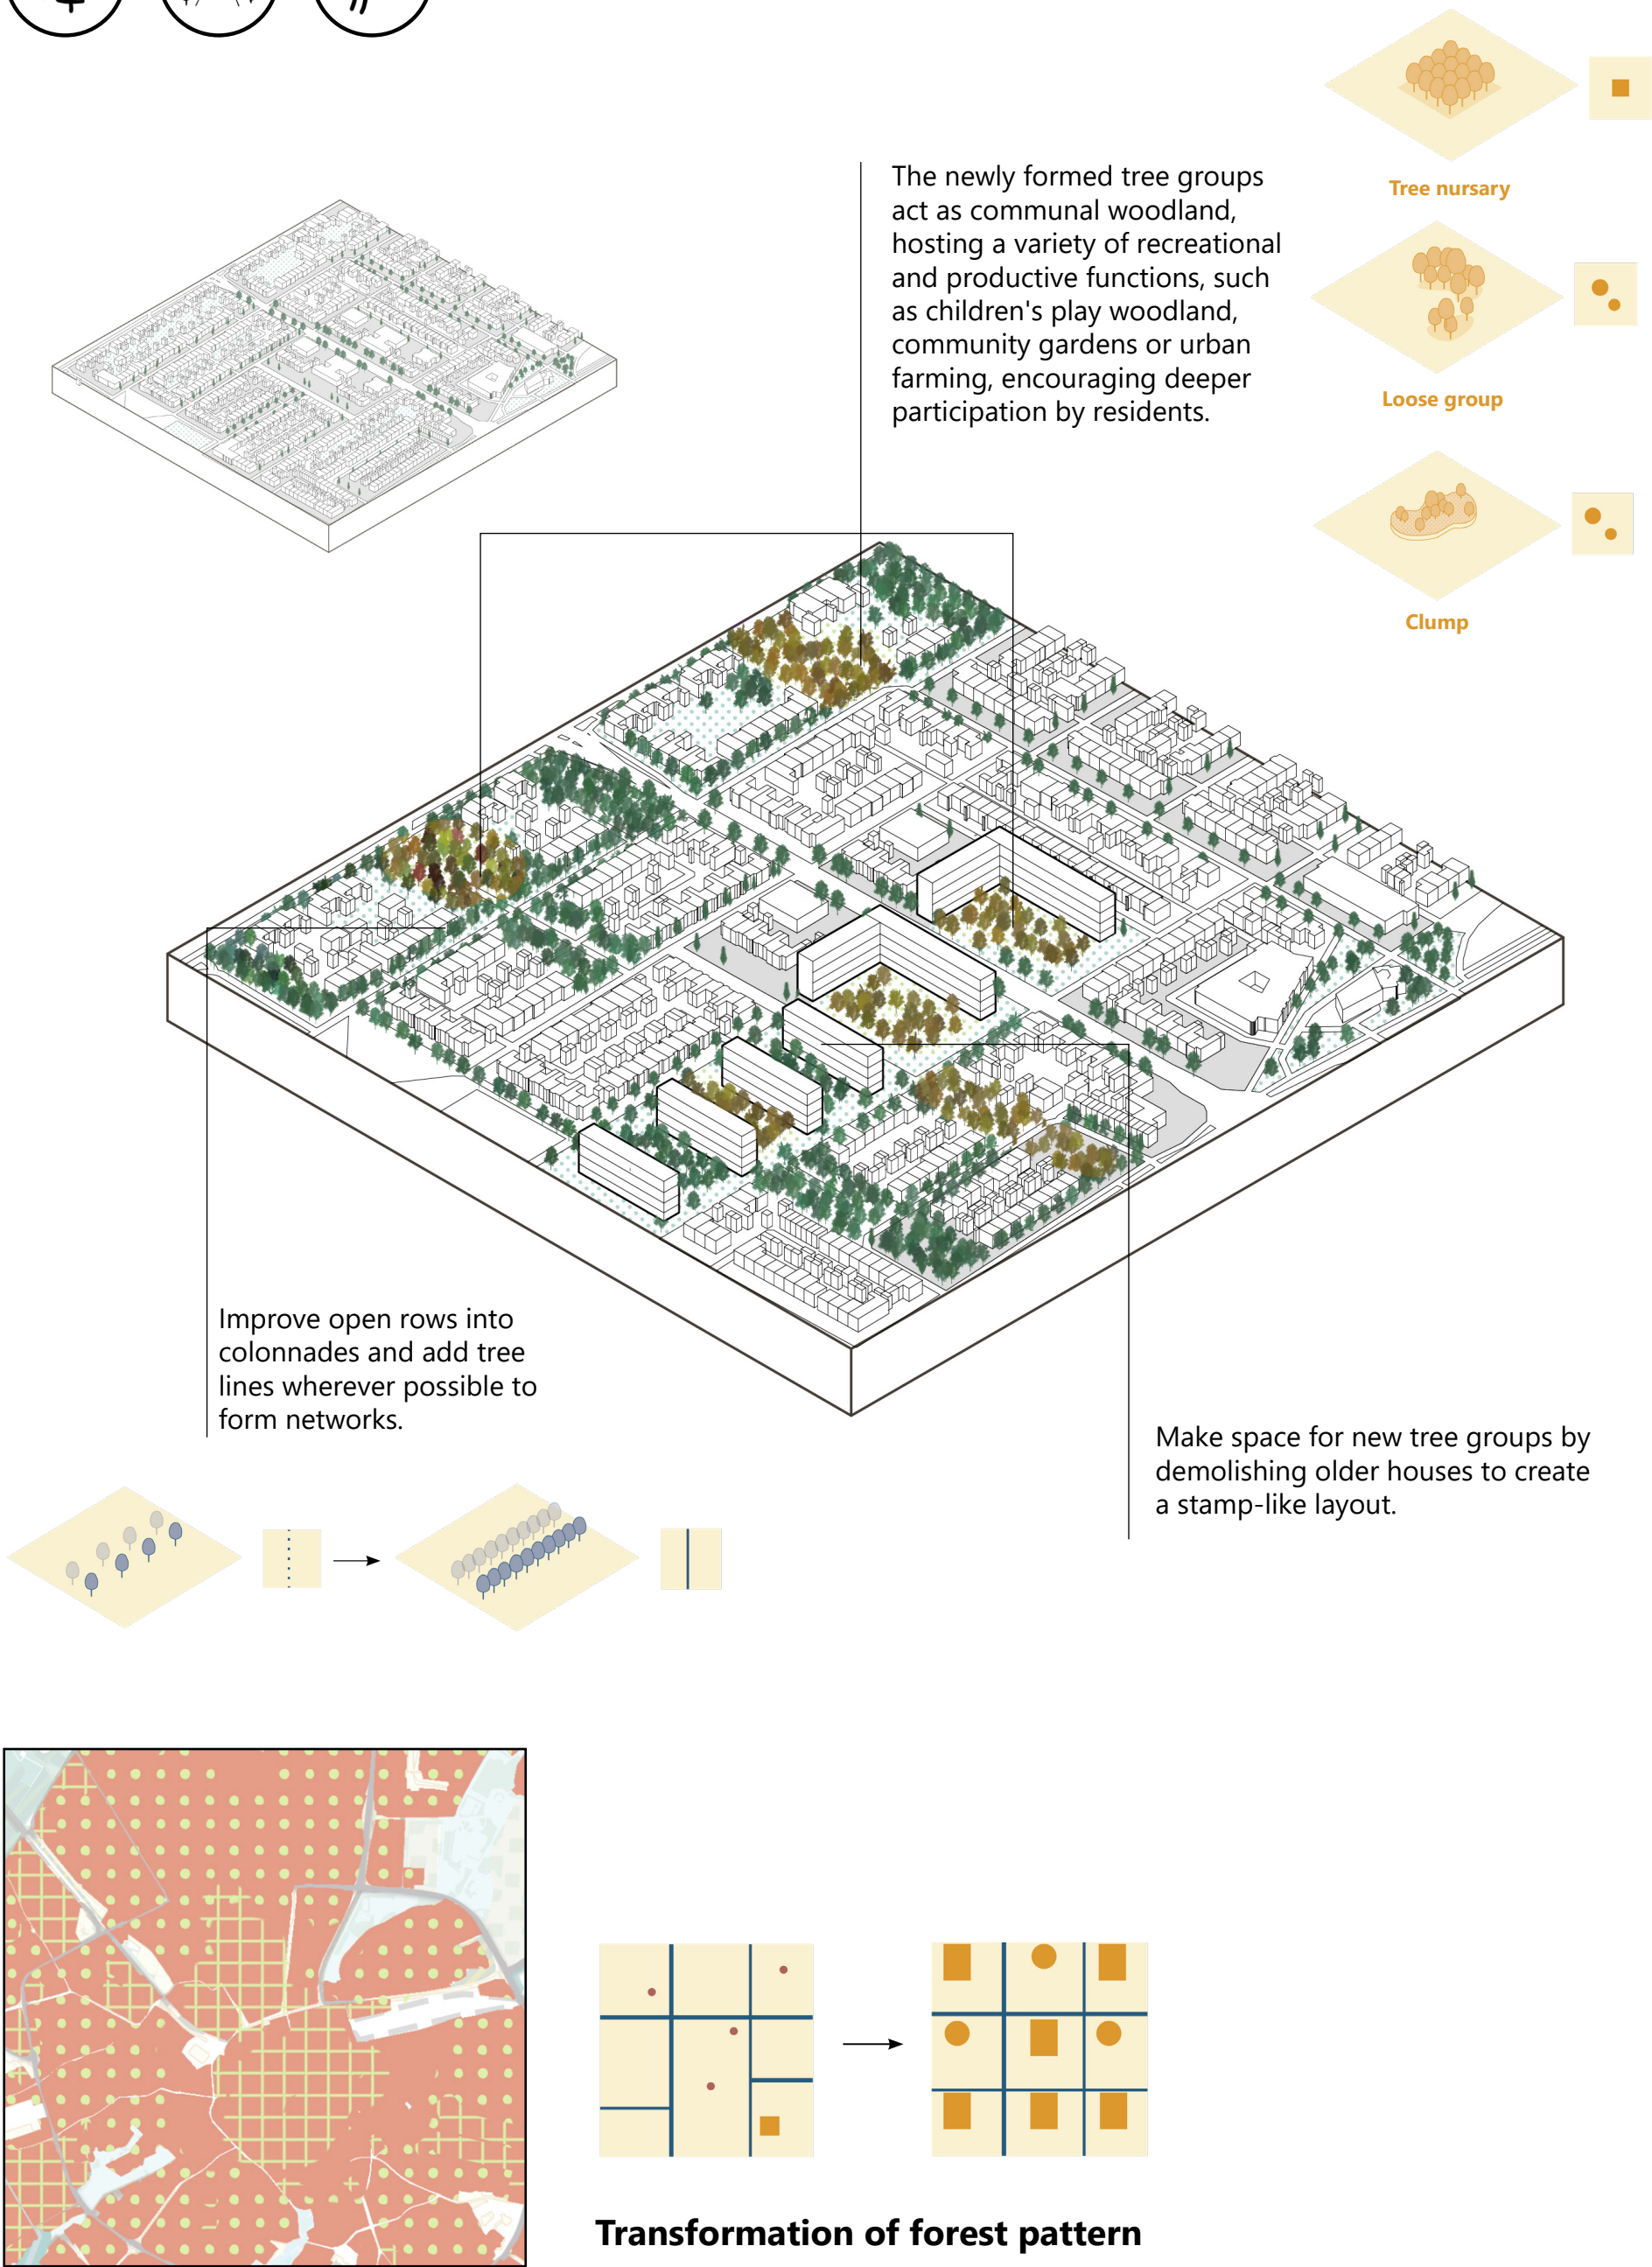 Tree nursary
The newly formed tree groups
act as communal woodland,
hosting a variety of recreational
and productive functions, such
as children's play woodland,
community gardens or urban
farming, encouraging deeper
participation by residents.
Loose group
Clump
Improve open rows into
colonnades and add tree
lines wherever possible to
form networks.
Make space for new tree groups by
demolishing older houses to create
a stamp-like layout.
Transformation of forest pattern